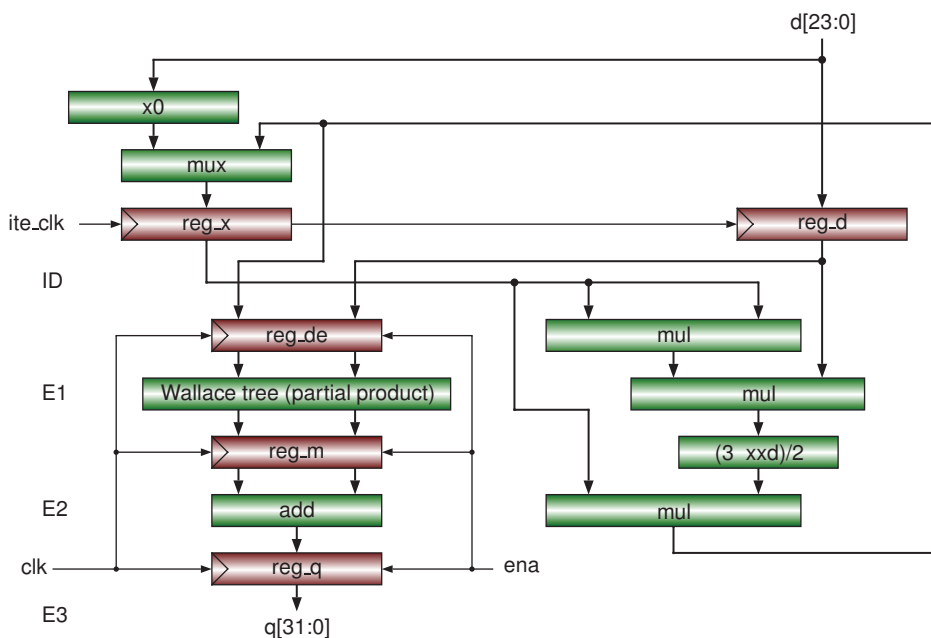 d[23:0]
x0
mux
ite_clk
reg_x
reg_d
ID
reg_de
mul
E1
Wallace tree (partial product)
mul
reg_m
(3 xxd)/2
E2
add
mul
clk
reg_q
ena
E3
q[31:0]